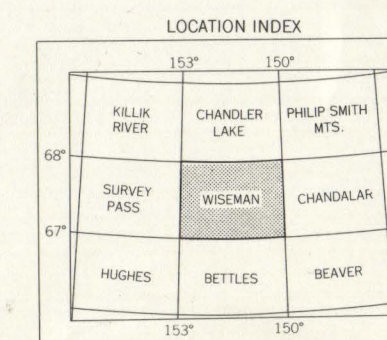 LOCATION INDEX
153° 150°
KILLIK
RIVER
CHANDLER
LAKE
PHILIP SMITH
MTS.
68°
SURVEY
PASS
WISEMAN
CHANDALAR
67°
HUGHES
BETTLES
BEAVER
153° 150°